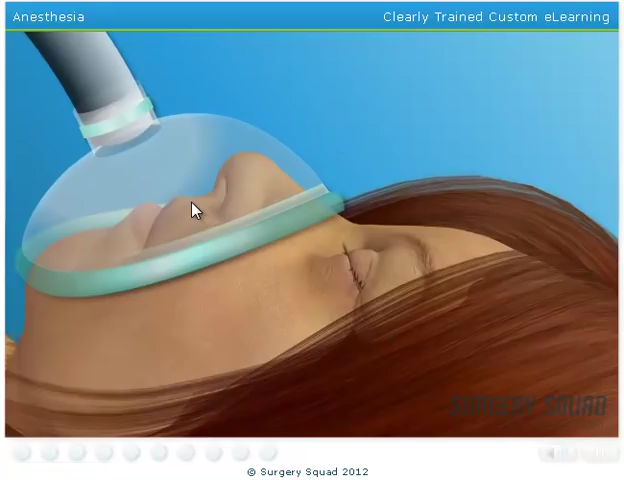 Anesthesia
Clearly Trained Custom eLearning
SURGERY SQUAD
© Surgery Squad 2012